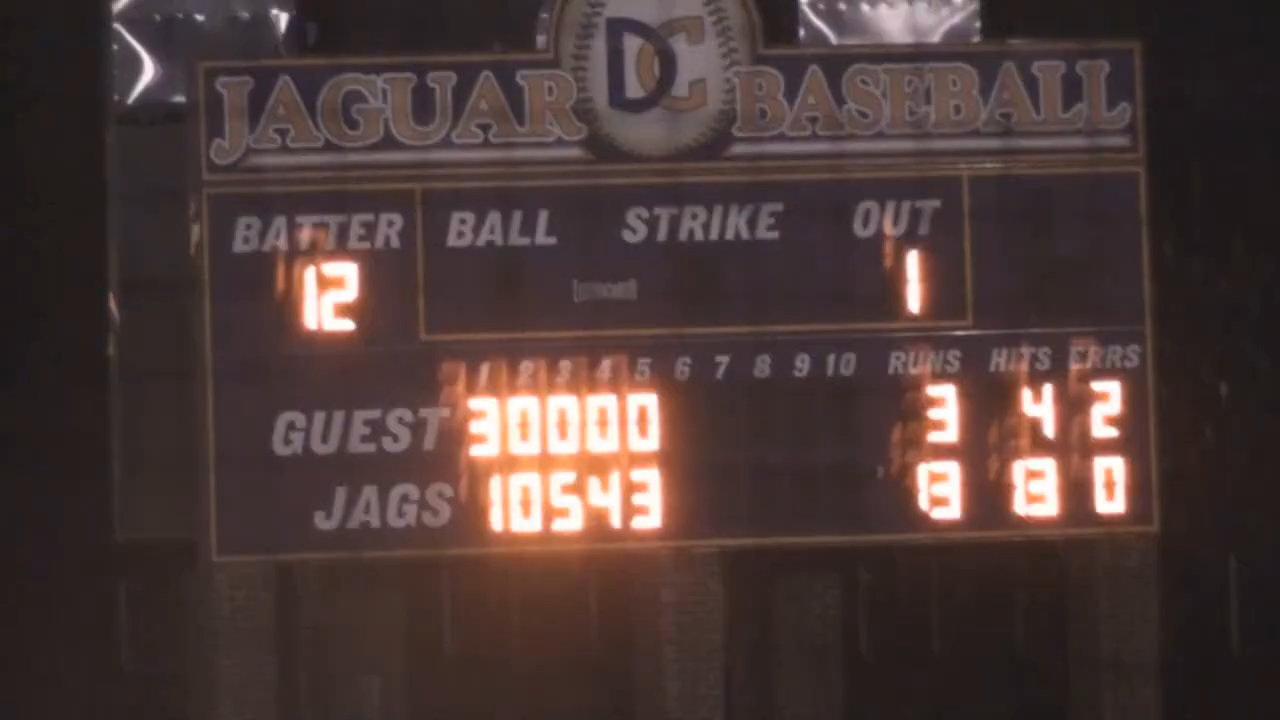 DC
JAGUAR BASEBALL
BATTER BALL STRIKE OUT
12 1
1 2 3 4 5 6 7 8 9 10 RUNS HITS ERRS
GUEST 3 0 0 0 0 3 4 2
JAGS 1 0 5 4 3 13 13 0